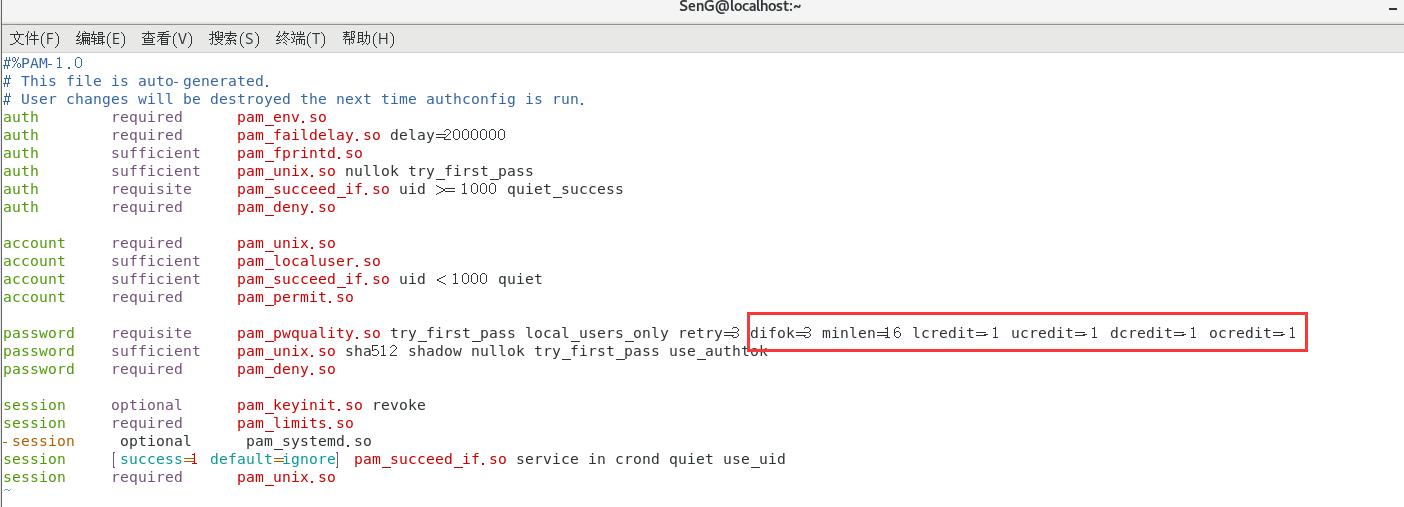 SenG@localhost:~
文件(F) 编辑(E) 查看(V) 搜索(S) 终端(T) 帮助(H)
#%PAM-1.0
# This file is auto-generated.
# User changes will be destroyed the next time authconfig is run.
auth        required      pam_env.so
auth        required      pam_faildelay.so delay=2000000
auth        sufficient    pam_fprintd.so
auth        sufficient    pam_unix.so nullok try_first_pass
auth        requisite     pam_succeed_if.so uid >= 1000 quiet_success
auth        required      pam_deny.so
account     required      pam_unix.so
account     sufficient    pam_localuser.so
account     sufficient    pam_succeed_if.so uid < 1000 quiet
account     required      pam_permit.so
password    requisite     pam_pwquality.so try_first_pass local_users_only retry=3 difok=3 minlen=16 lcredit=-1 ucredit=-1 dcredit=-1 ocredit=-1
password    sufficient    pam_unix.so sha512 shadow nullok try_first_pass use_authtok
password    required      pam_deny.so
session     optional      pam_keyinit.so revoke
session     required      pam_limits.so
-session     optional      pam_systemd.so
session     [success=1 default=ignore] pam_succeed_if.so service in crond quiet use_uid
session     required      pam_unix.so
~